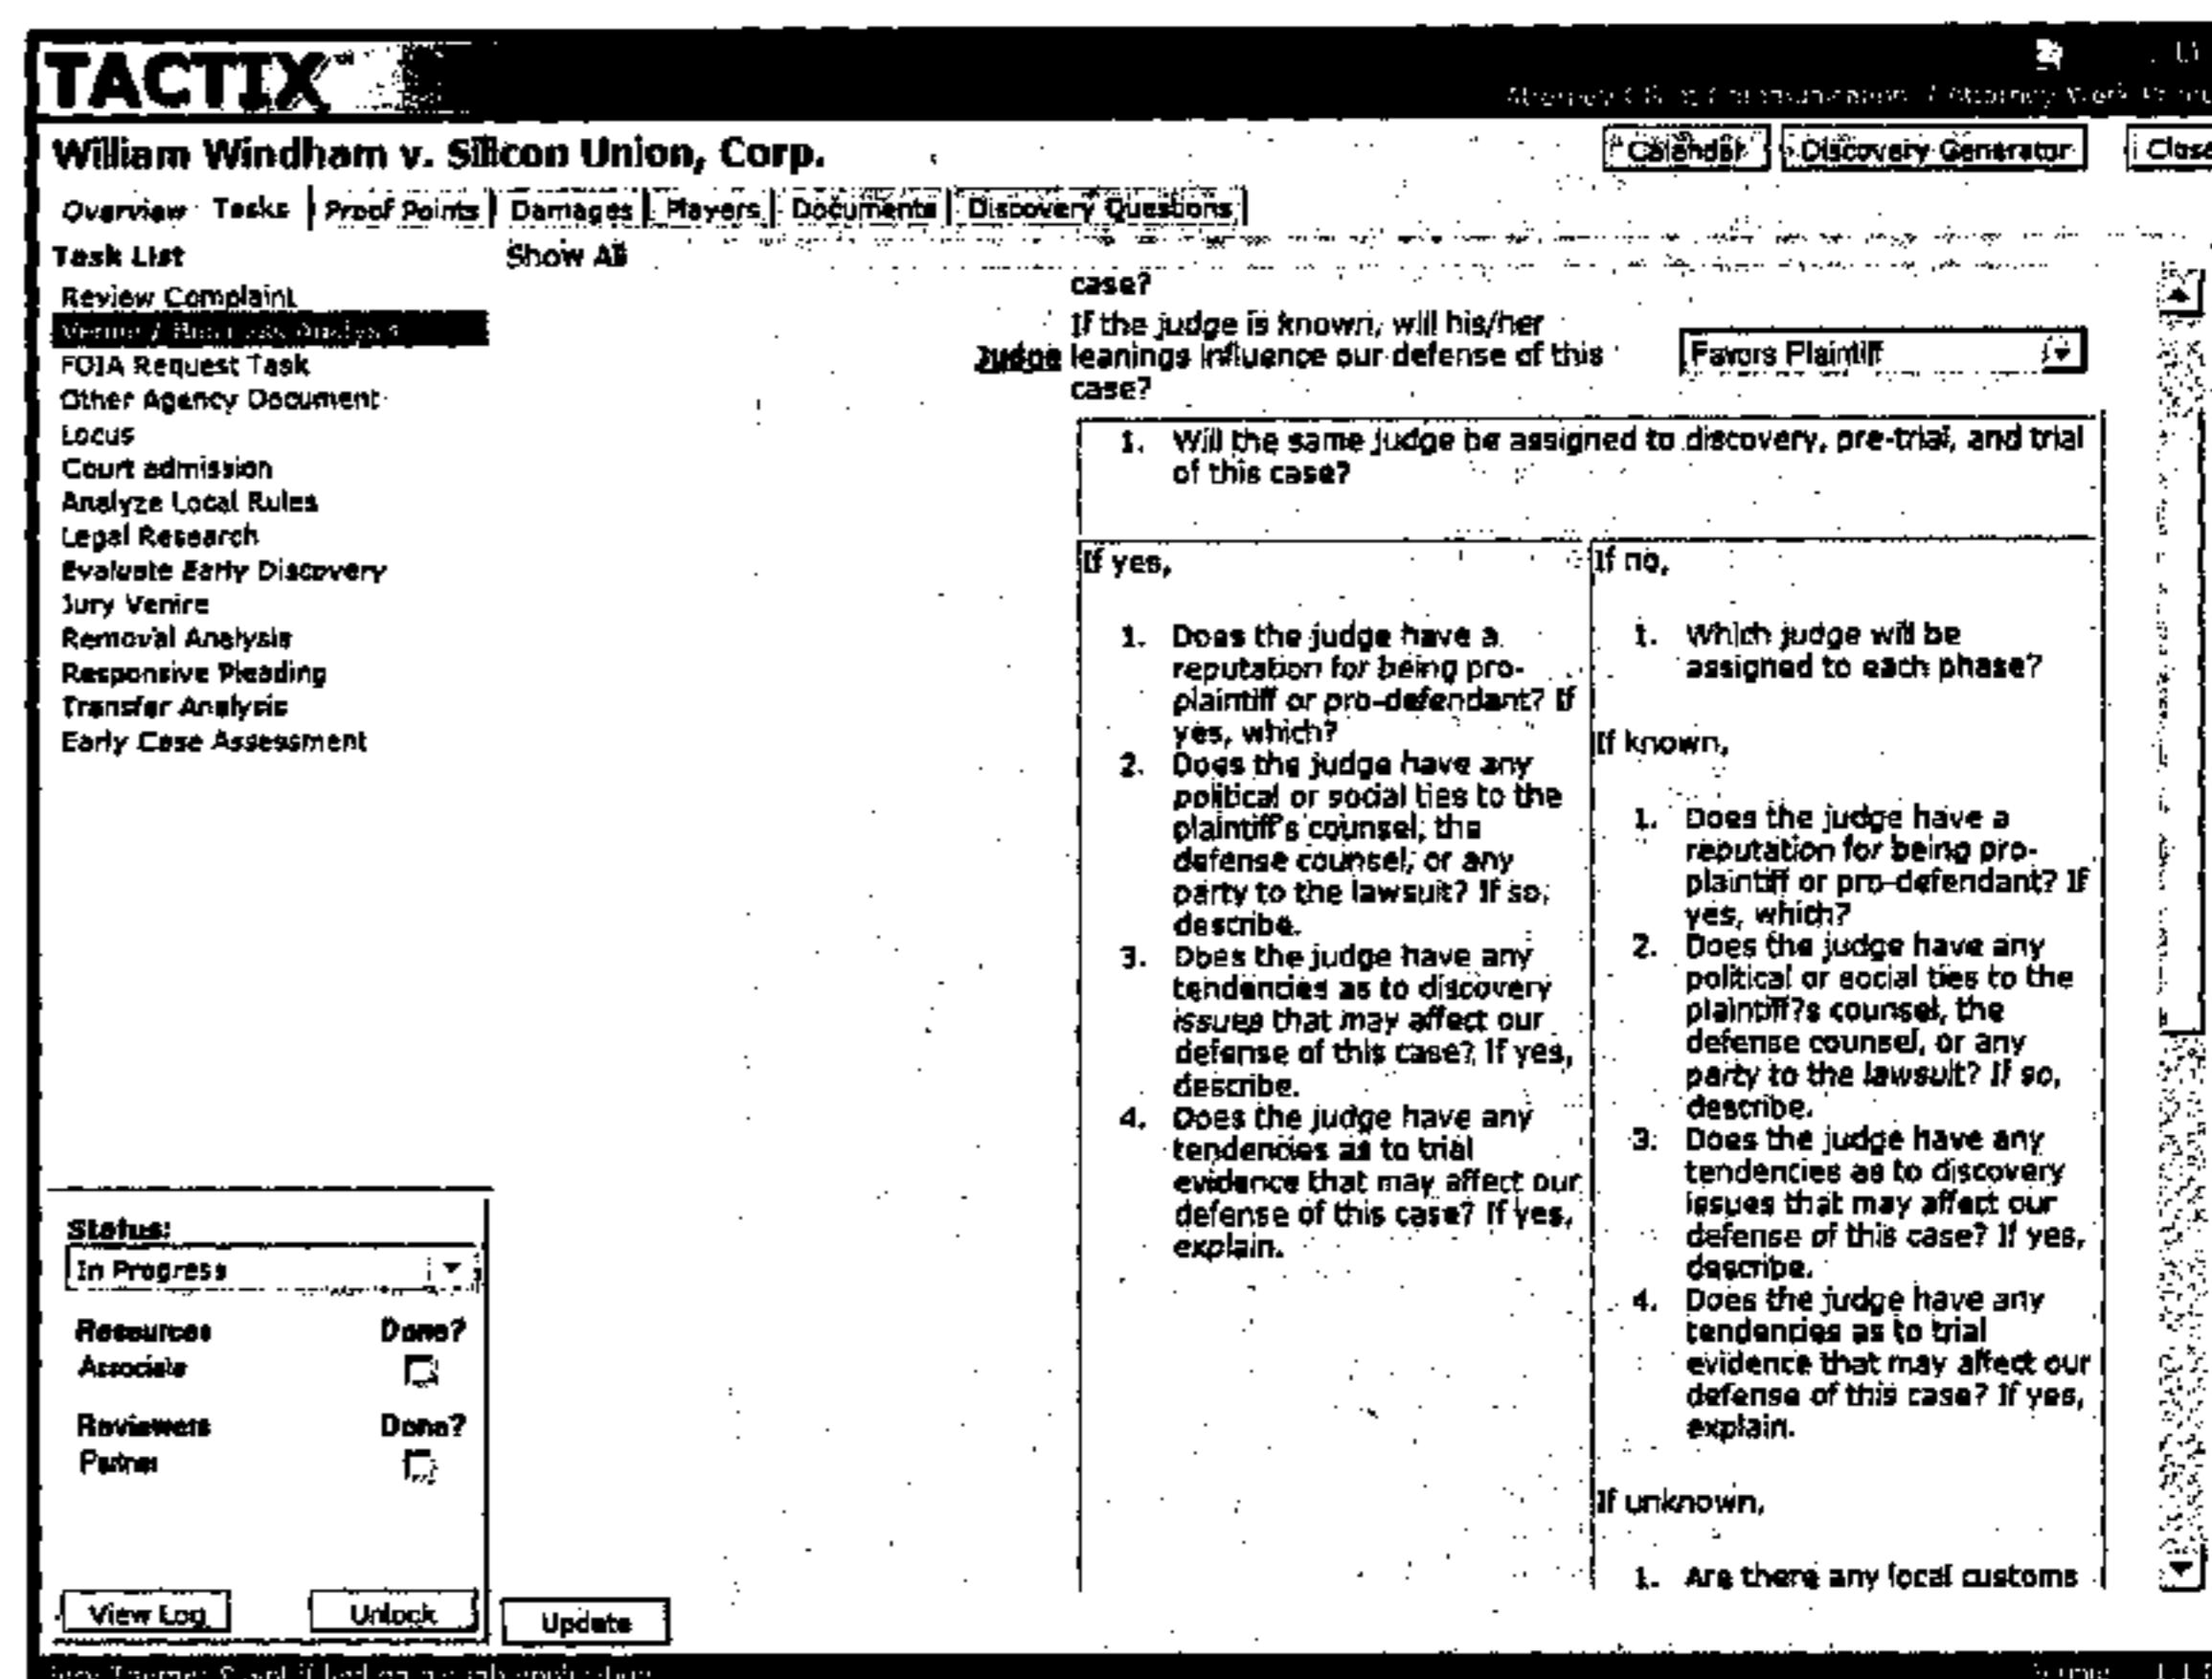 TACTIX
William Windham v. Silicon Union, Corp.
Calendar
Discovery Generator
Close
Overview
Tasks
Proof Points
Damages
Players
Documents
Discovery Questions
Task List
Show All
Review Complaint
FOIA Request Task
Other Agency Document
Locus
Court admission
Analyze Local Rules
Legal Research
Evaluate Early Discovery
Jury Venire
Removal Analysis
Responsive Pleading
Transfer Analysis
Early Case Assessment
case?
If the judge is known, will his/her
Judge leanings influence our defense of this
case?
Favors Plaintiff
1. Will the same judge be assigned to discovery, pre-trial, and trial
of this case?
If yes,
1. Does the judge have a
reputation for being pro-
plaintiff or pro-defendant? If
yes, which?
2. Does the judge have any
political or social ties to the
plaintiff's counsel, the
defense counsel, or any
party to the lawsuit? If so,
describe.
3. Does the judge have any
tendencies as to discovery
issues that may affect our
defense of this case? If yes,
describe.
4. Does the judge have any
tendencies as to trial
evidence that may affect our
defense of this case? If yes,
explain.
If no,
1. Which judge will be
assigned to each phase?
If known,
1. Does the judge have a
reputation for being pro-
plaintiff or pro-defendant? If
yes, which?
2. Does the judge have any
political or social ties to the
plaintiff?s counsel, the
defense counsel, or any
party to the lawsuit? If so,
describe.
3. Does the judge have any
tendencies as to discovery
issues that may affect our
defense of this case? If yes,
describe.
4. Does the judge have any
tendencies as to trial
evidence that may affect our
defense of this case? If yes,
explain.
If unknown,
1. Are there any local customs
Status:
In Progress
Resources Done?
Associate
Reviewers Done?
Partner
View Log
Unlock
Update